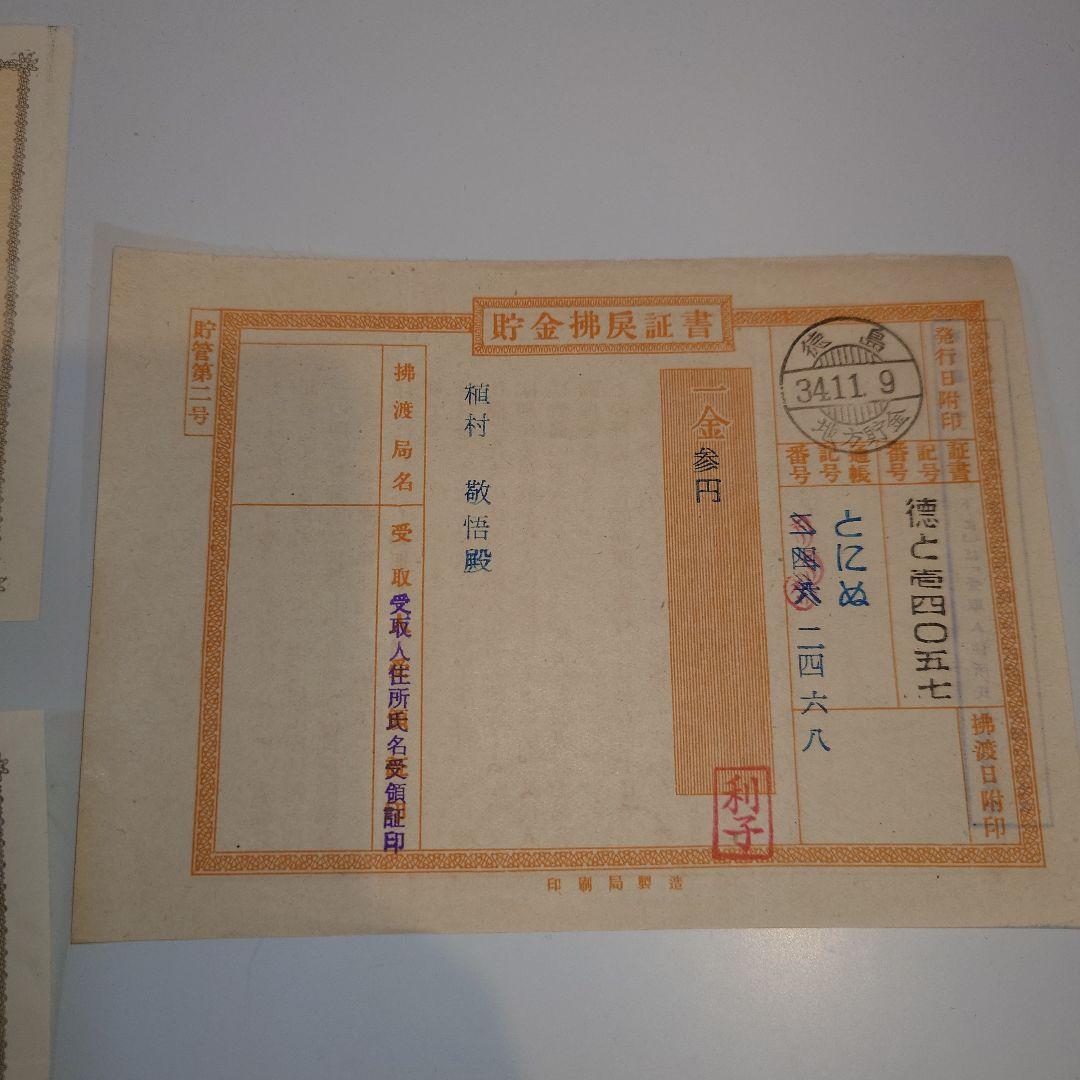 貯金拂戻証書
発行日附印
徳島
34.11.9
地方貯金
証書
記号
番号
通帳
記号
番号
徳と壱四〇五七
とにぬ
二四六八
拂渡日附印
一金
参円
利子
植村 敬悟殿
拂渡局名
受取
受取人住所氏名受領証印
貯管第二号
印刷局製造